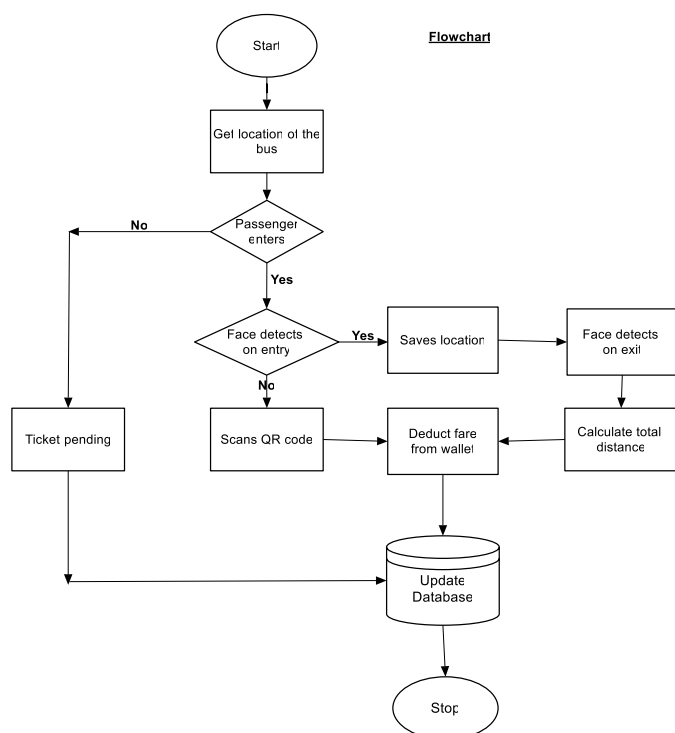 Flowchart
Start
Get location of the
bus
Passenger
enters
No
Yes
Face detects
on entry
Yes
Saves location
Face detects
on exit
No
Ticket pending
Scans QR code
Deduct fare
from wallet
Calculate total
distance
Update
Database
Stop